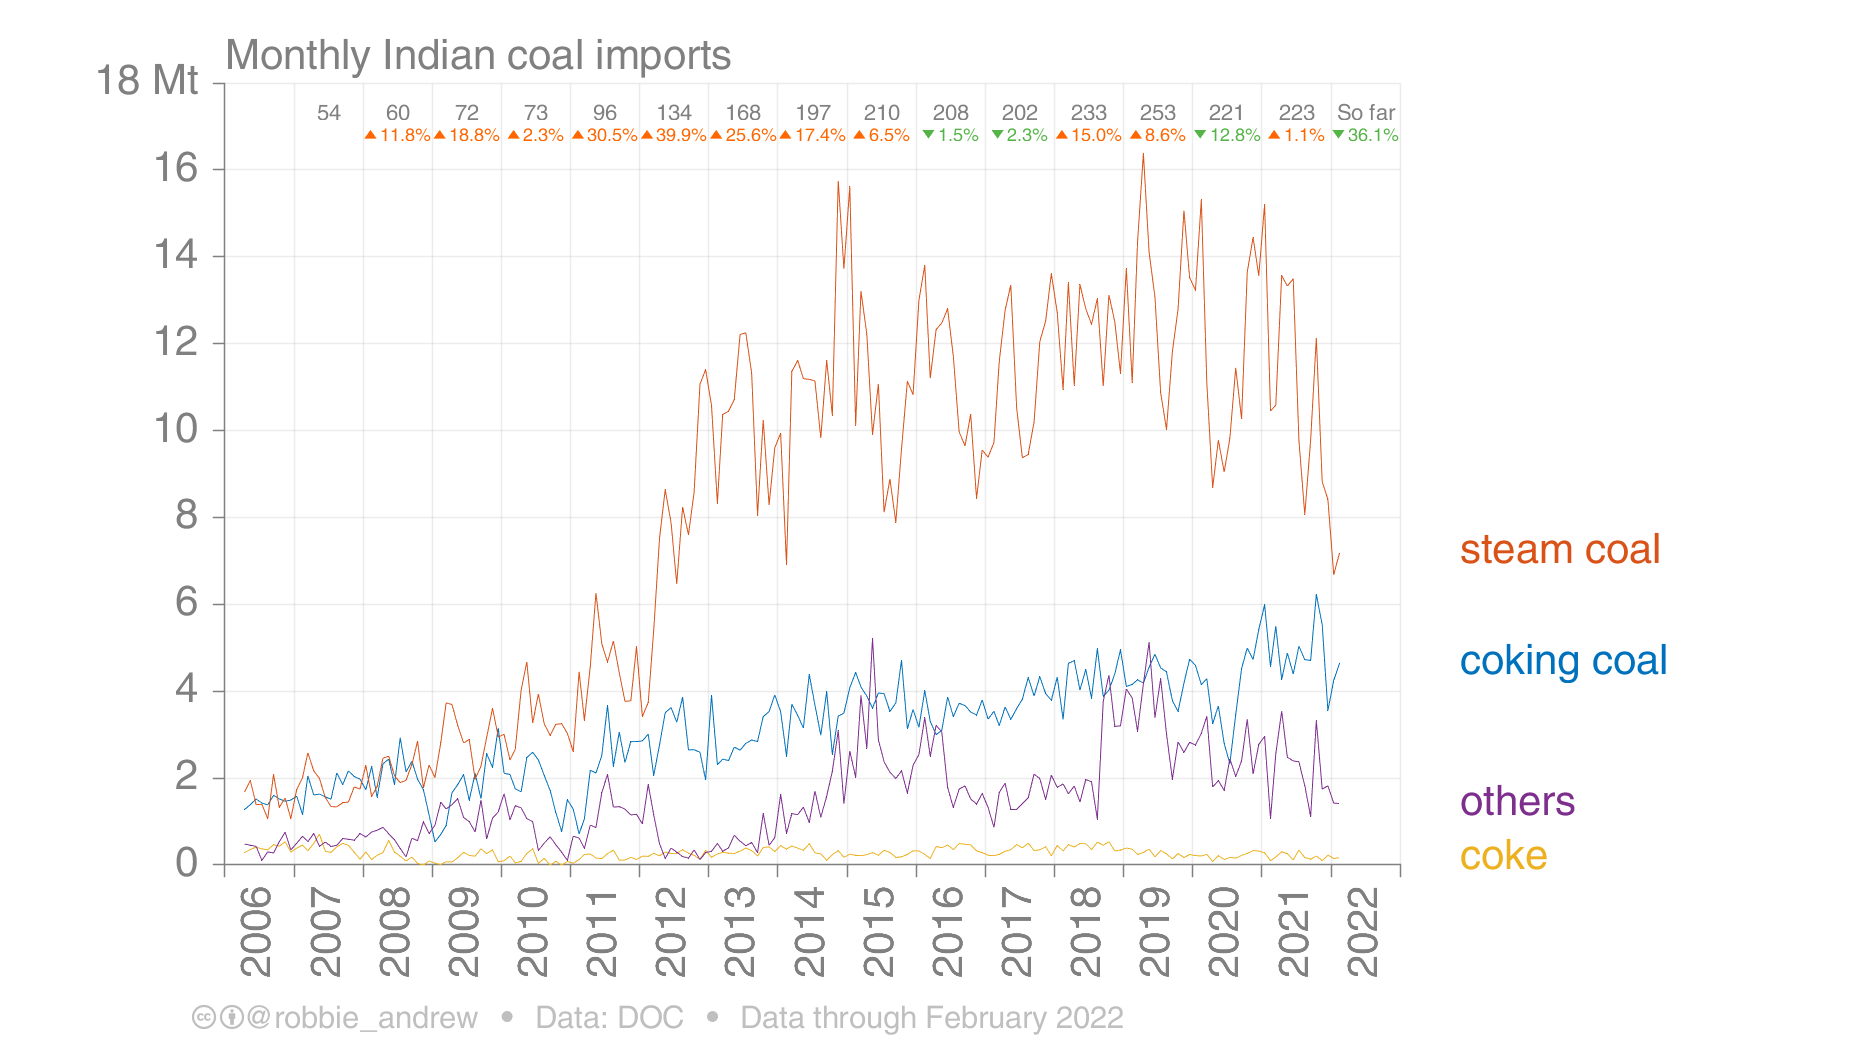 Monthly Indian coal imports
18 Mt
54 60 72 73 96 134 168 197 210 208 202 233 253 221 223 So far
▲ 11.8% ▲ 18.8% ▲ 2.3% ▲ 30.5% ▲ 39.9% ▲ 25.6% ▲ 17.4% ▲ 6.5% ▼ 1.5% ▼ 2.3% ▲ 15.0% ▲ 8.6% ▼ 12.8% ▲ 1.1% ▼ 36.1%
16
14
12
10
8
steam coal
6
coking coal
4
others
2
coke
0
2006 2007 2008 2009 2010 2011 2012 2013 2014 2015 2016 2017 2018 2019 2020 2021 2022
cc @robbie_andrew • Data: DOC • Data through February 2022